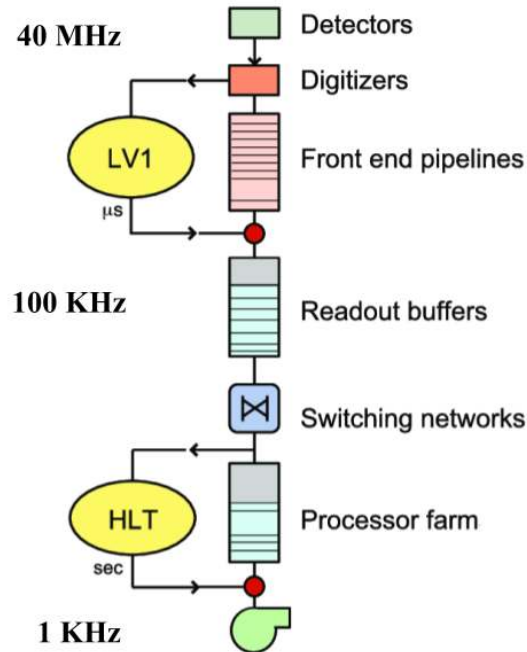 40 MHz
Detectors
Digitizers
LV1
Front end pipelines
μs
100 KHz
Readout buffers
Switching networks
HLT
Processor farm
sec
1 KHz